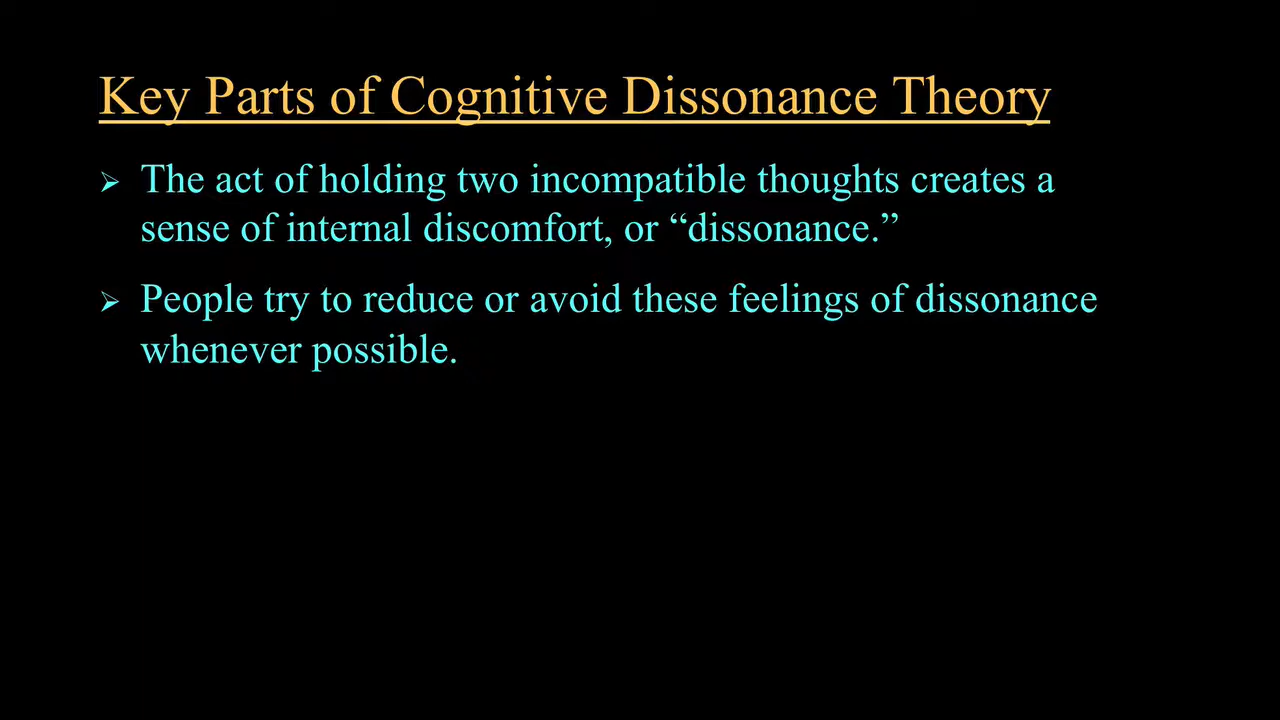 Key Parts of Cognitive Dissonance Theory
➢ The act of holding two incompatible thoughts creates a
sense of internal discomfort, or “dissonance.”
➢ People try to reduce or avoid these feelings of dissonance
whenever possible.